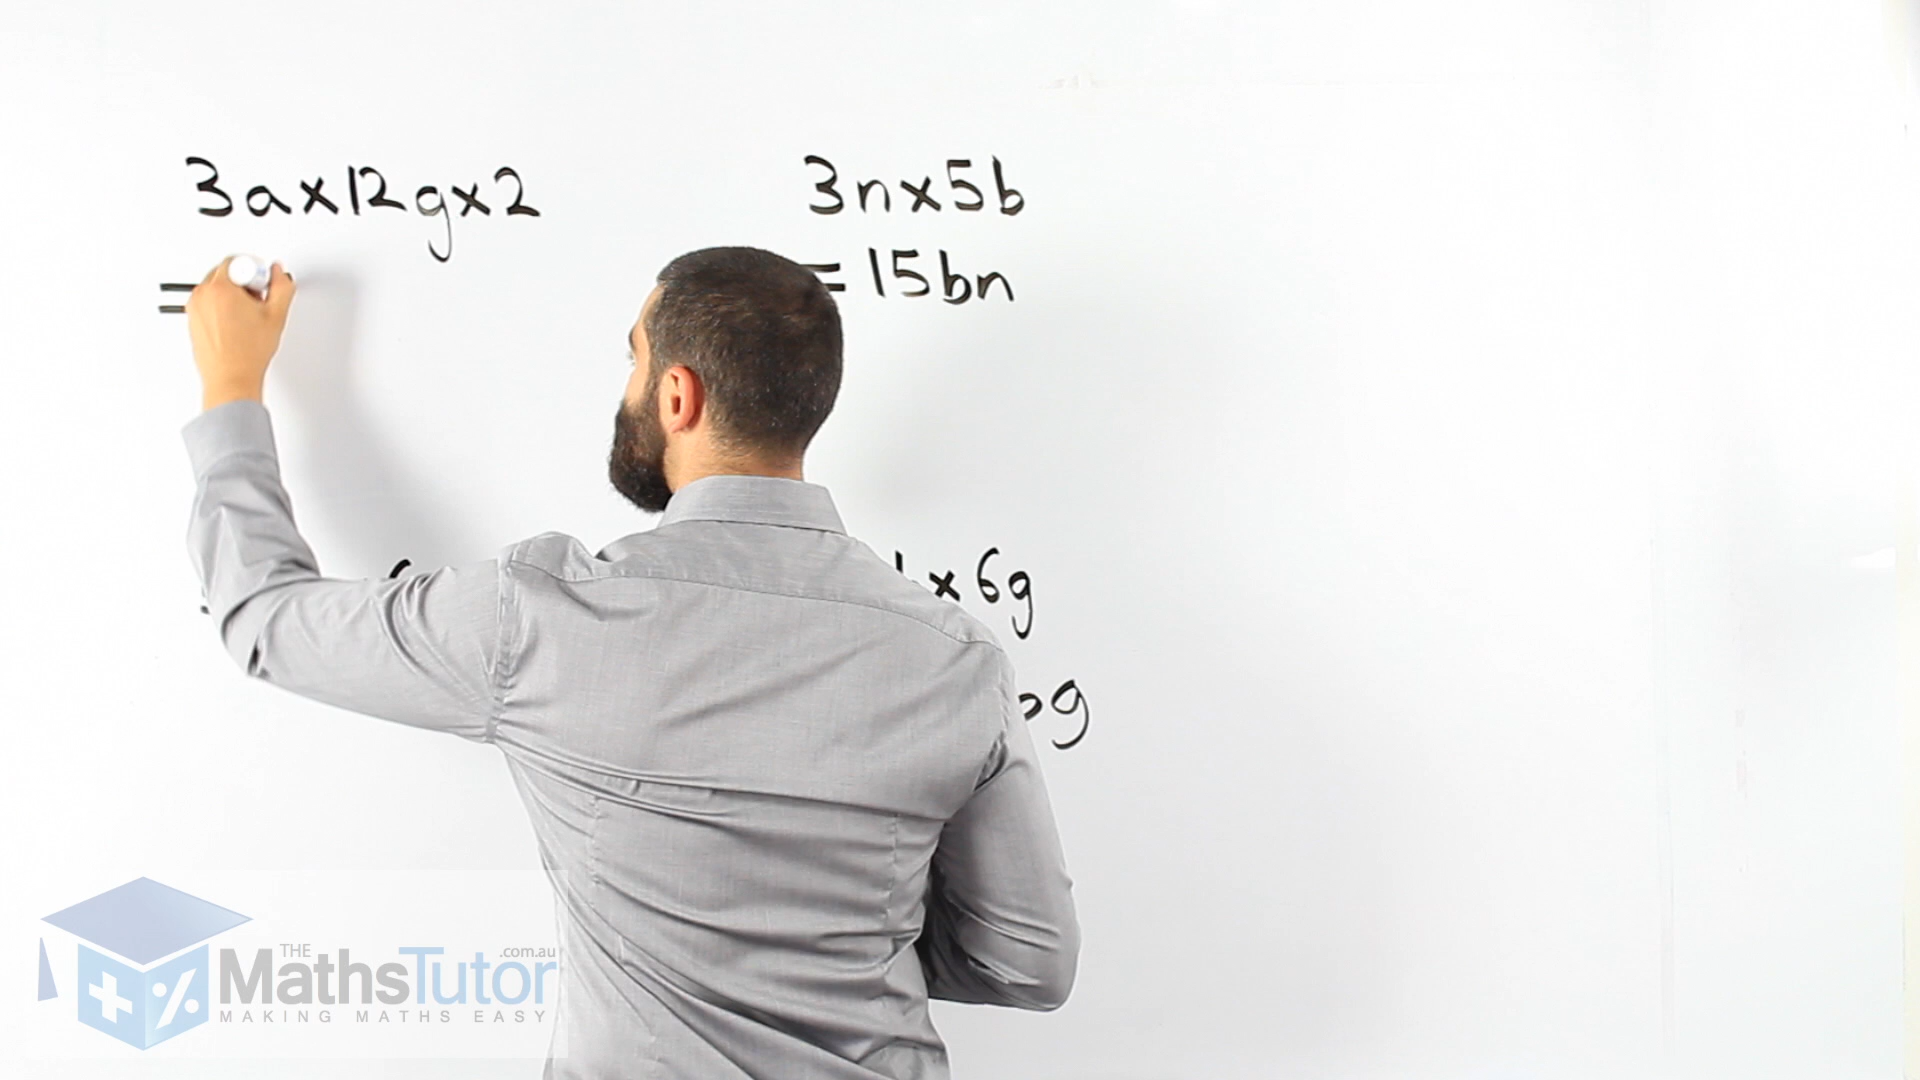 3a×12g×2
=
3n×5b
= 15bn
×6g
g
THE
MathsTutor
.com.au
MAKING MATHS EASY